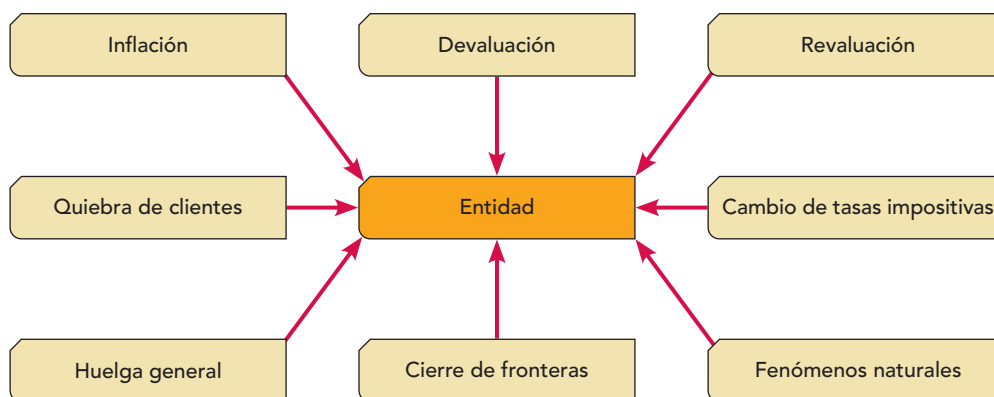 Inflación
Devaluación
Revaluación
Quiebra de clientes
Entidad
Cambio de tasas impositivas
Huelga general
Cierre de fronteras
Fenómenos naturales